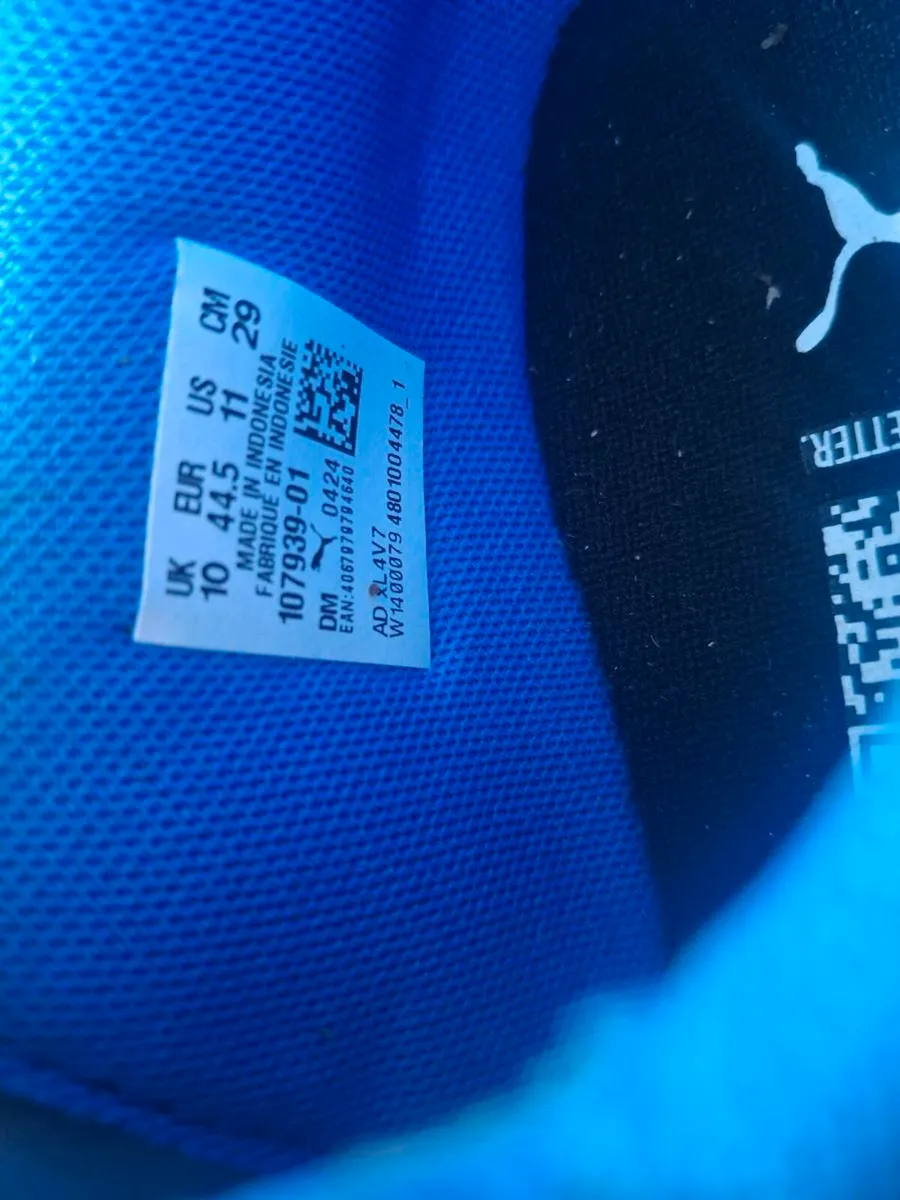 UK EUR US CM
10 44.5 11 29
MADE IN INDONESIA
FABRIQUE EN INDONESIE
107939-01
DM 0424
EAN:4067979794640
AD XL4V7
W1400079 4801004478_1
ETTER.